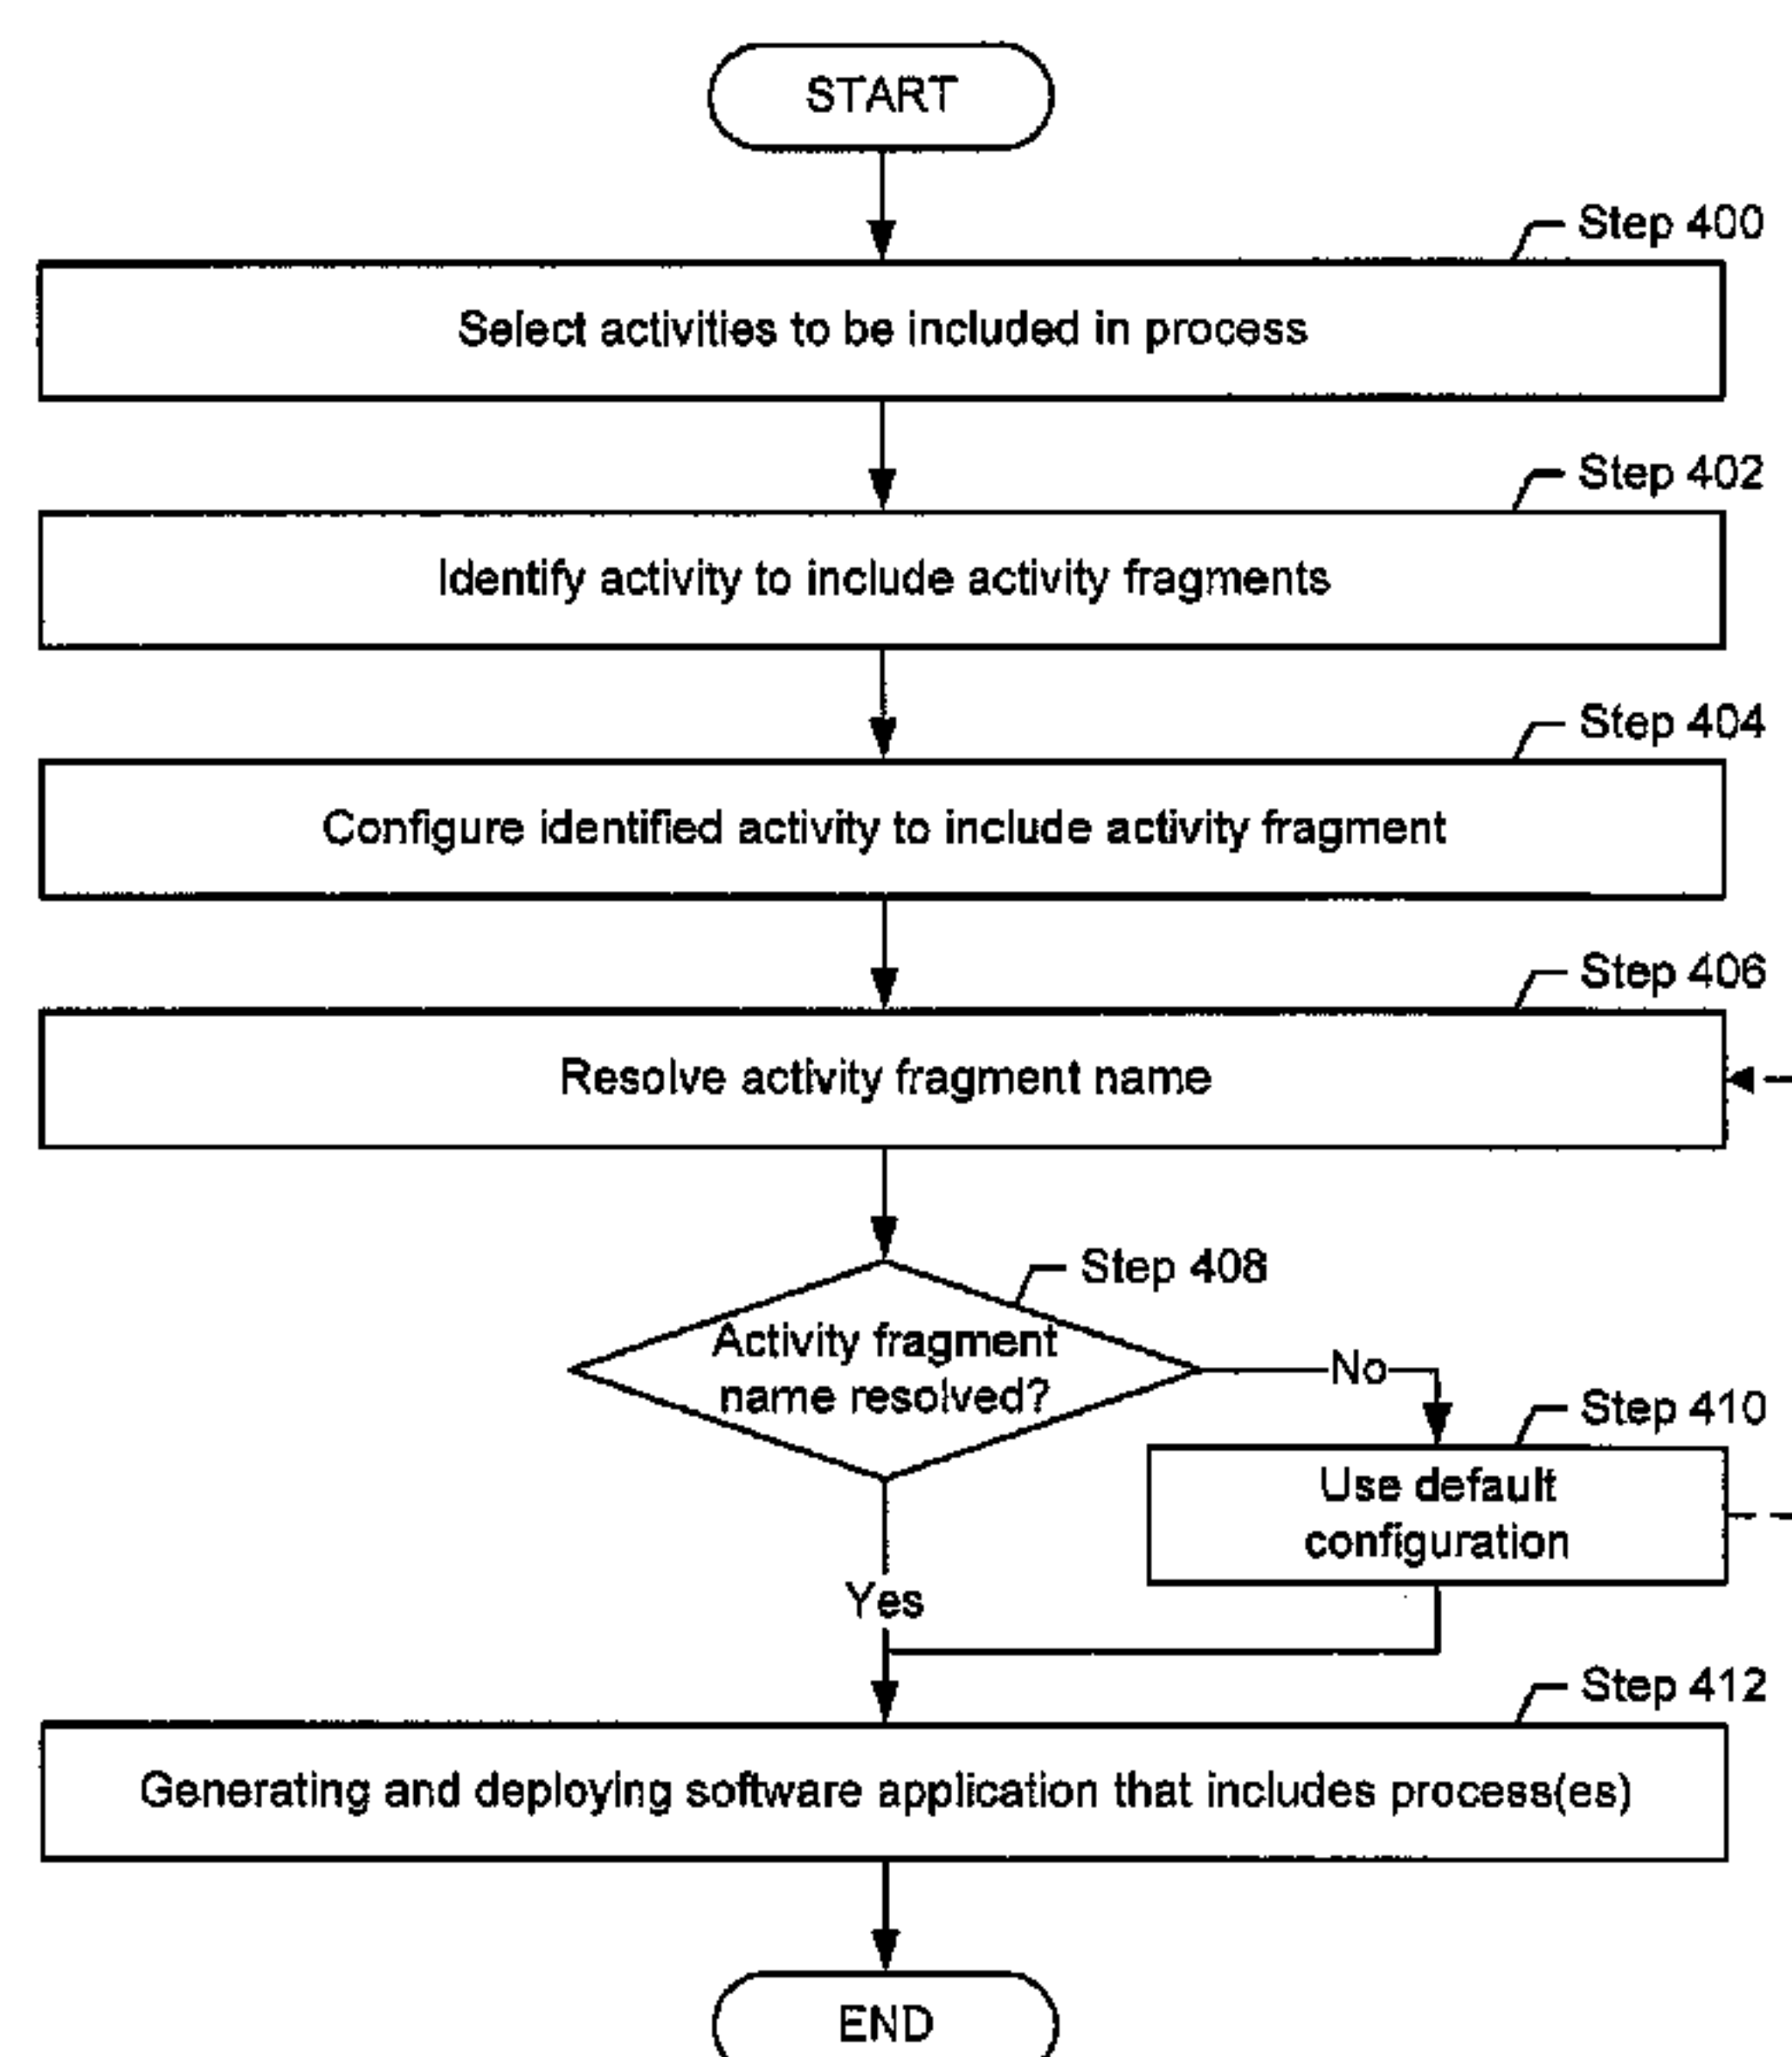 START
Step 400
Select activities to be included in process
Step 402
Identify activity to include activity fragments
Step 404
Configure identified activity to include activity fragment
Step 406
Resolve activity fragment name
Step 408
Activity fragment
name resolved?
No
Step 410
Use default
configuration
Yes
Step 412
Generating and deploying software application that includes process(es)
END